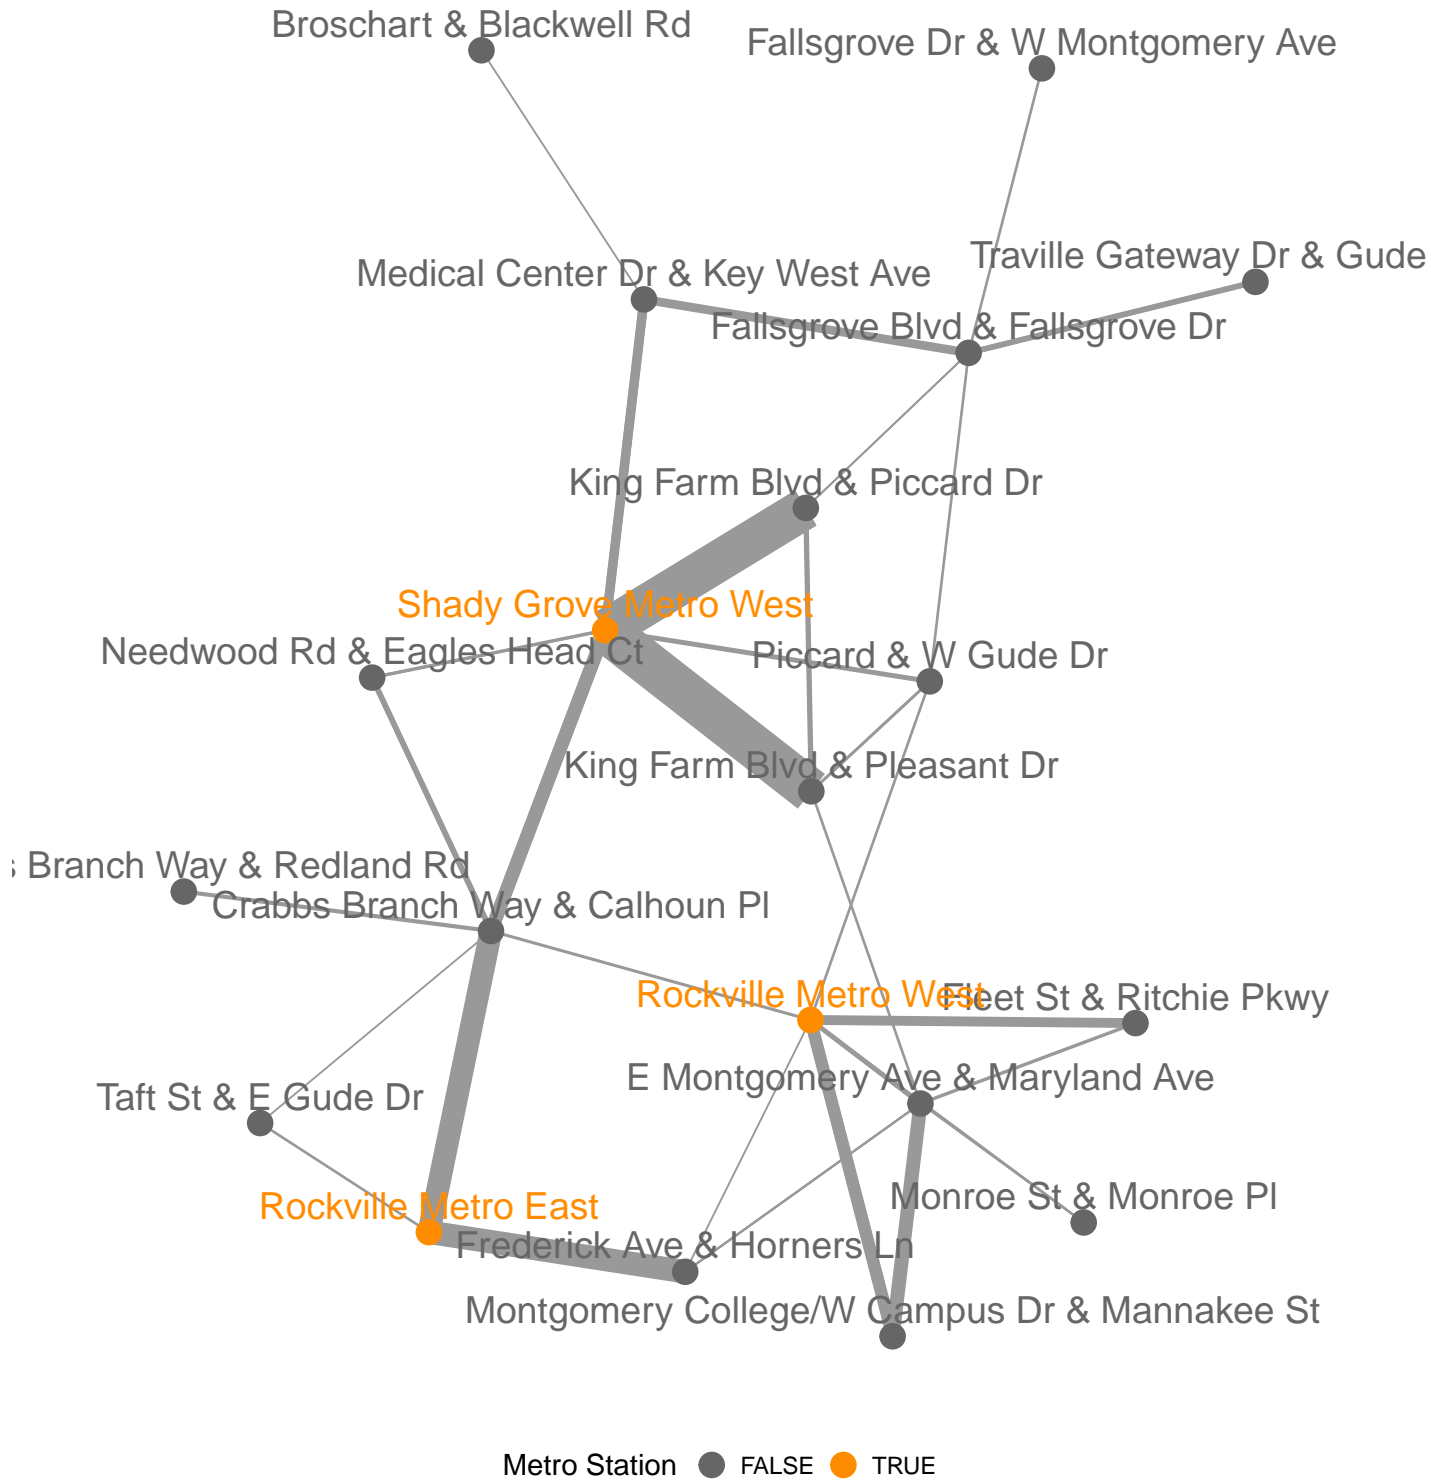 Broschart & Blackwell Rd
Fallsgrove Dr & W Montgomery Ave
Traville Gateway Dr & Gude
Medical Center Dr & Key West Ave
Fallsgrove Blvd & Fallsgrove Dr
King Farm Blvd & Piccard Dr
Shady Grove Metro West
Needwood Rd & Eagles Head Ct
Piccard & W Gude Dr
King Farm Blvd & Pleasant Dr
Branch Way & Redland Rd
Crabbs Branch Way & Calhoun Pl
Rockville Metro West
Fleet St & Ritchie Pkwy
E Montgomery Ave & Maryland Ave
Taft St & E Gude Dr
Monroe St & Monroe Pl
Rockville Metro East
Frederick Ave & Horners Ln
Montgomery College/W Campus Dr & Mannakee St
Metro Station FALSE TRUE